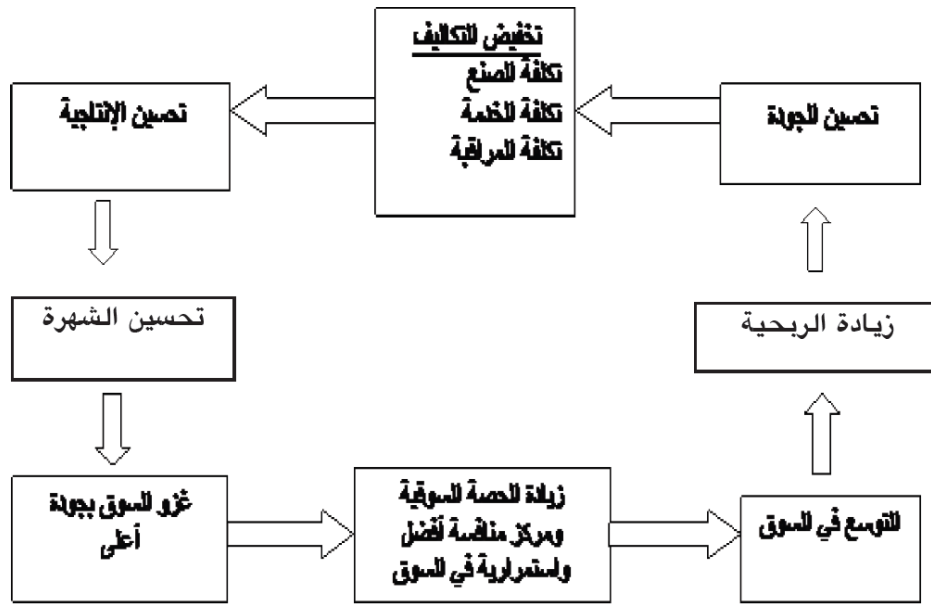 تحسين الجودة
تخفيض التكاليف
تكلفة الصنع
تكلفة الخدمة
تكلفة المراقبة
تحسين الإنتاجية
تحسين الشهرة
غزو السوق بجودة
أعلى
زيادة الحصة السوقية
ومركز منافسة أفضل
واستمرارية في السوق
التوسع في السوق
زيادة الربحية